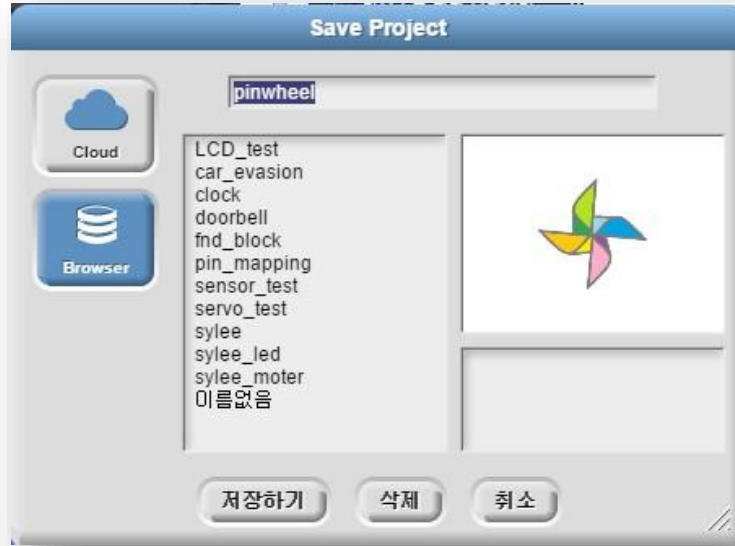 Save Project
pinwheel
Cloud
Browser
LCD_test
car_evasion
clock
doorbell
fnd_block
pin_mapping
sensor_test
servo_test
sylee
sylee_led
sylee_moter
이름없음
저장하기
삭제
취소